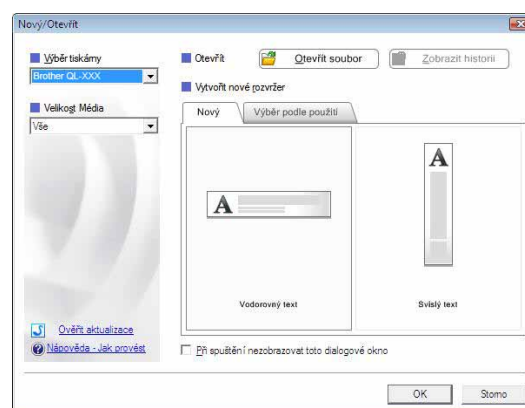 Nový/Otevřít
Výběr tiskárny
Brother QL-XXX
Velikost Média
Vše
Ověřit aktualizace
Nápověda - Jak provést
Otevřít
Otevřít soubor
Zobrazit historii
Vytvořit nové rozvržer
Nový
Výběr podle použití
A
Vodorovný text
A
Svislý text
Při spuštění nezobrazovat toto dialogové okno
OK
Storno